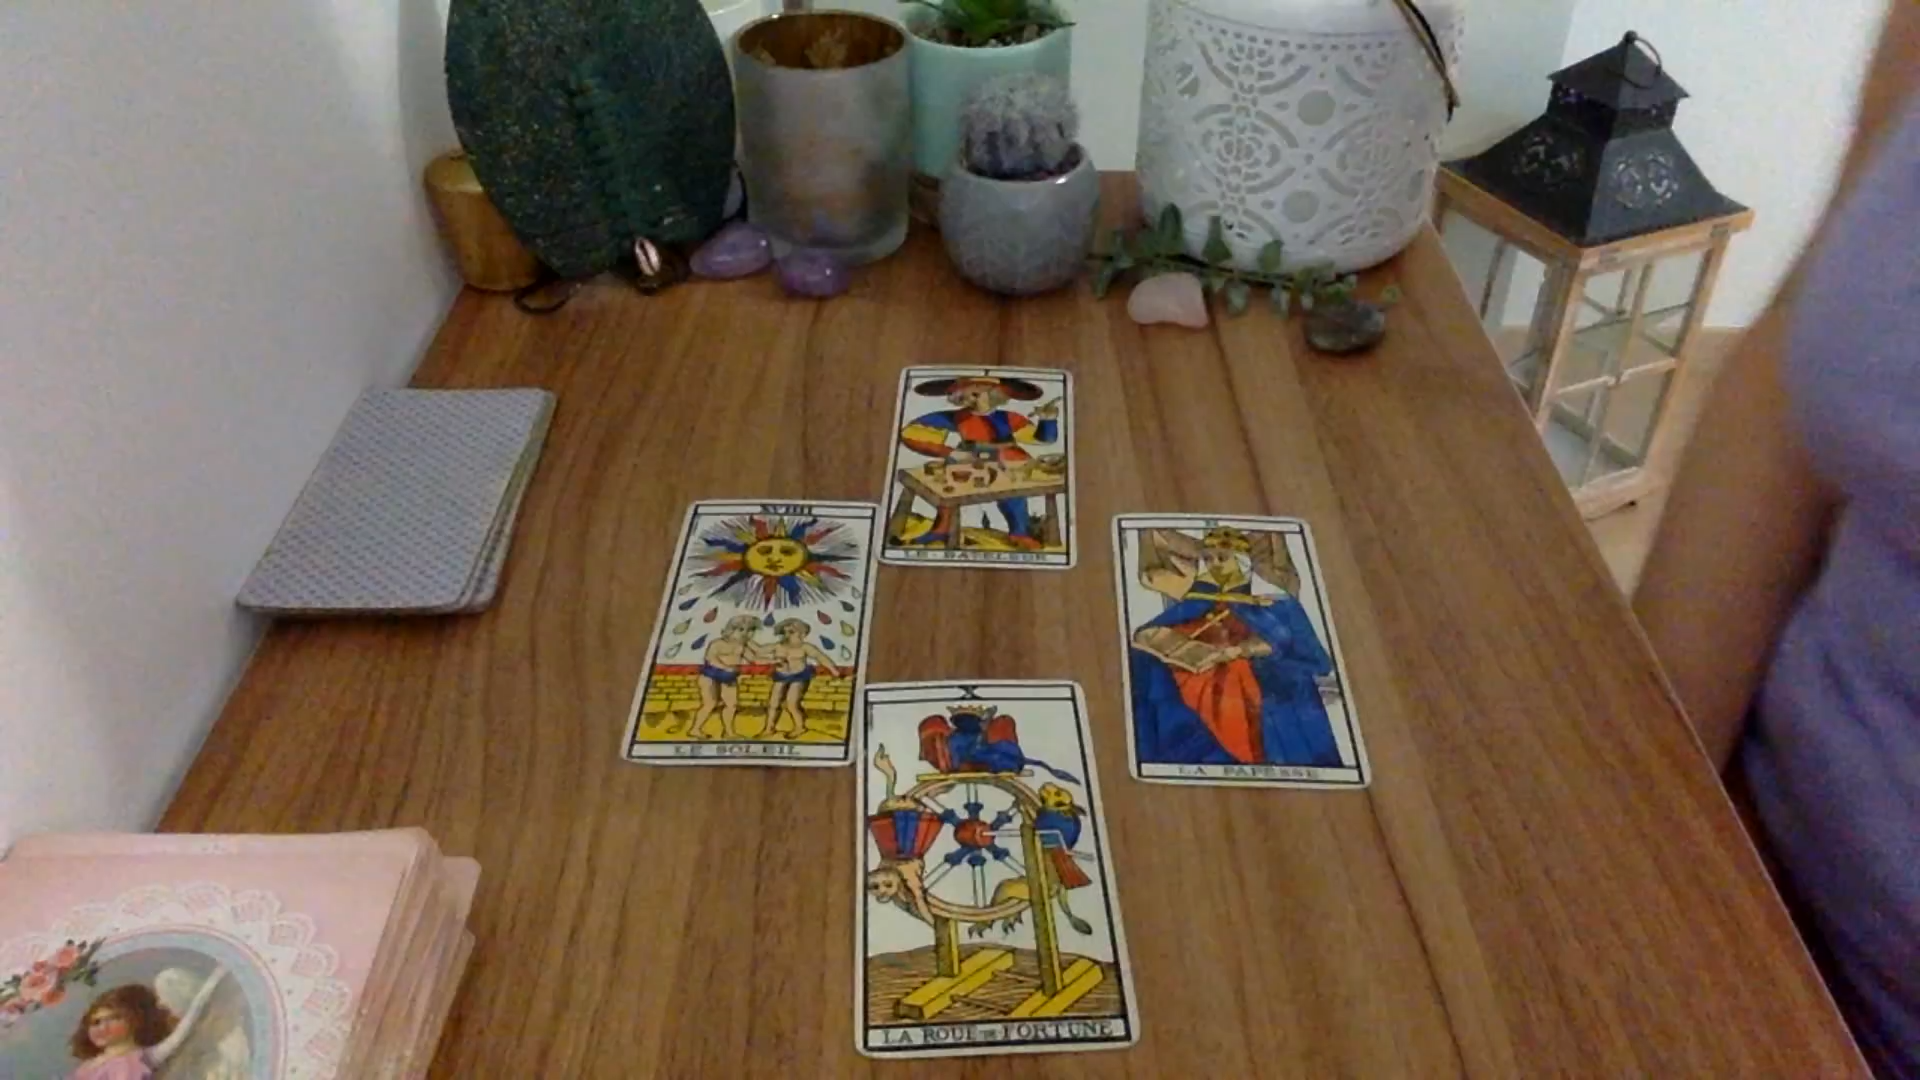 I
LE·BATELEUR
XVIIII
LE SOLEIL
II
LA PAPESSE
X
LA ROUE DE FORTUNE